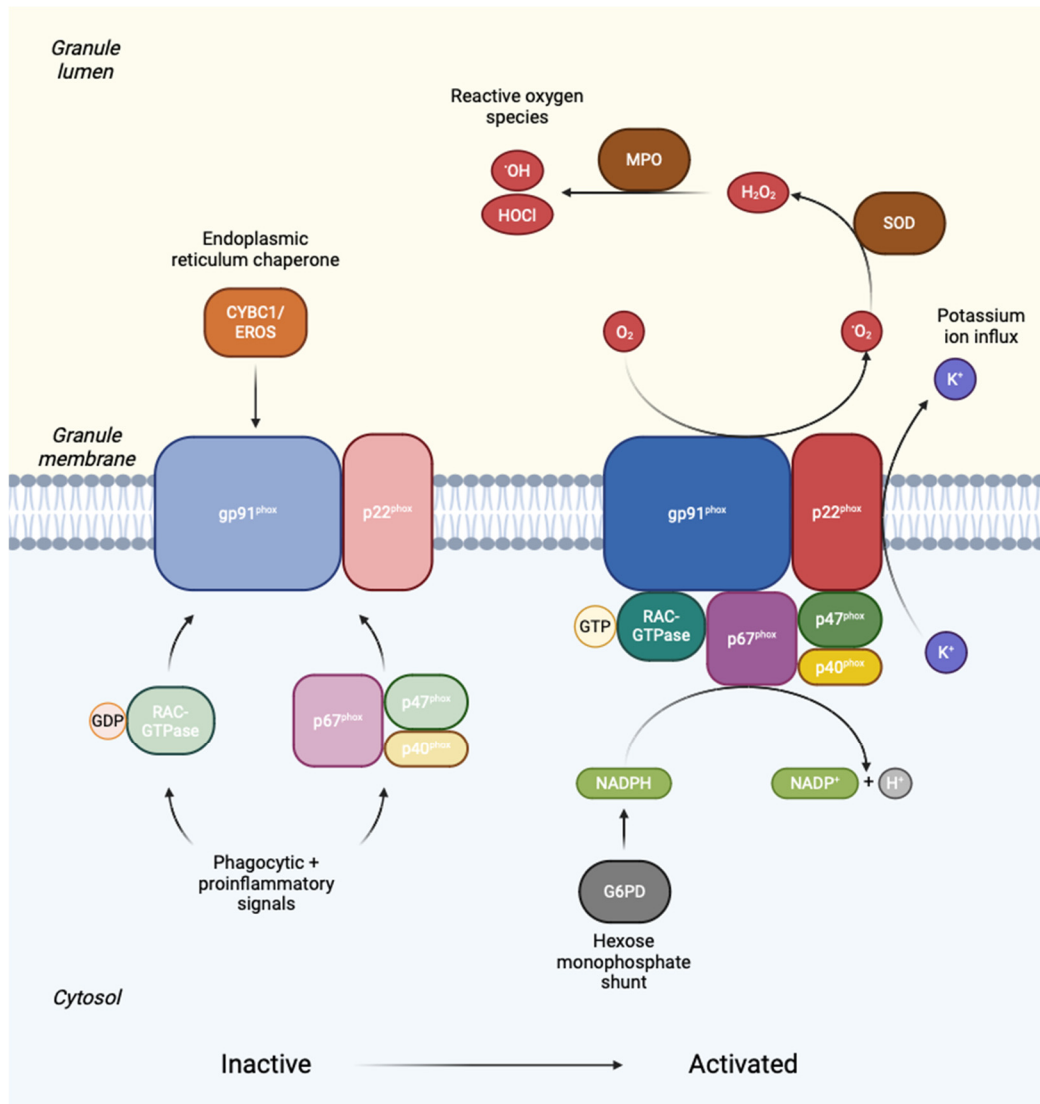 Granule
lumen
Reactive oxygen
species
MPO
˙OH
HOCl
H₂O₂
SOD
Endoplasmic
reticulum chaperone
CYBC1/
EROS
O₂
˙O₂
Potassium
ion influx
K⁺
Granule
membrane
gp91ᵖʰᵒˣ
p22ᵖʰᵒˣ
gp91ᵖʰᵒˣ
p22ᵖʰᵒˣ
GTP
RAC-
GTPase
p67ᵖʰᵒˣ
p47ᵖʰᵒˣ
p40ᵖʰᵒˣ
K⁺
GDP
RAC-
GTPase
p67ᵖʰᵒˣ
p47ᵖʰᵒˣ
p40ᵖʰᵒˣ
NADPH
NADP⁺ + H⁺
Phagocytic +
proinflammatory
signals
G6PD
Hexose
monophosphate
shunt
Cytosol
Inactive
Activated